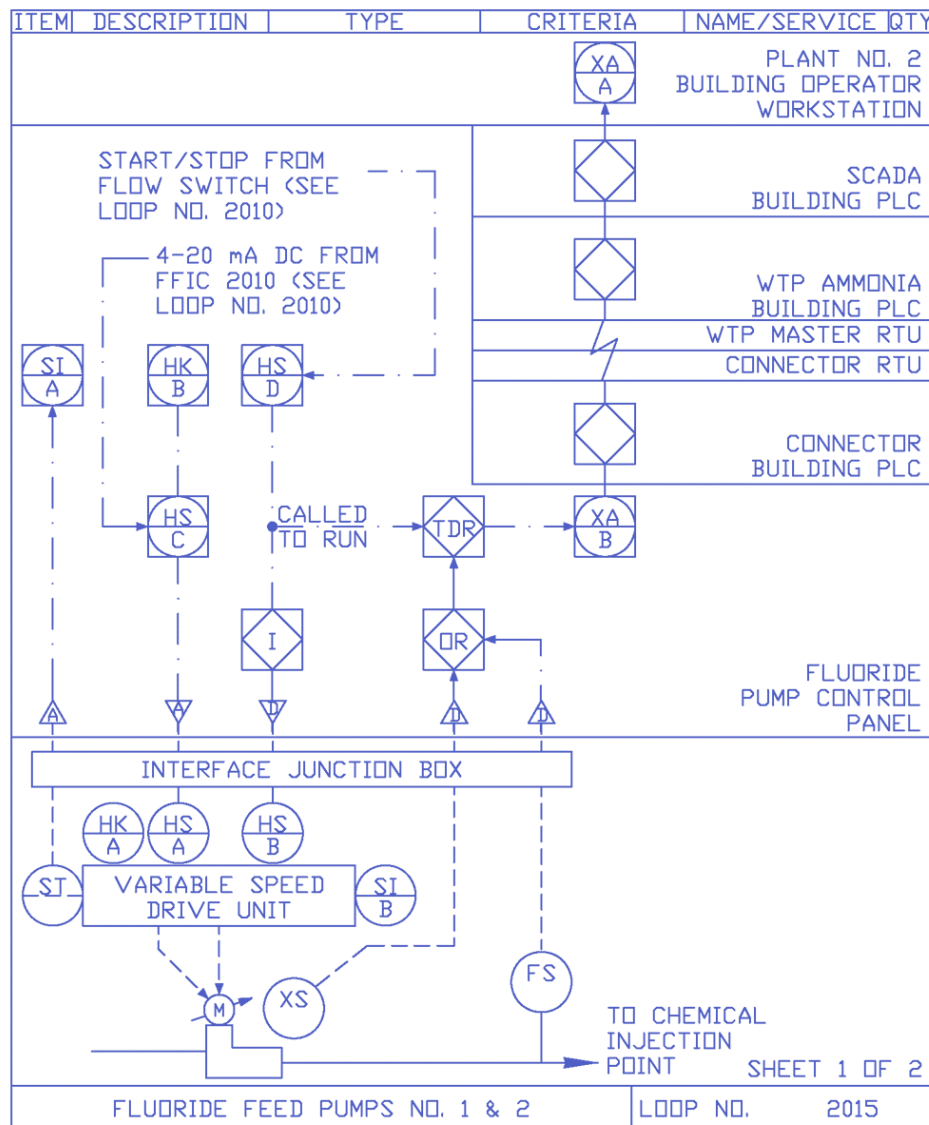 ITEM DESCRIPTION TYPE CRITERIA NAME/SERVICE QTY
XA
A
PLANT NO. 2
BUILDING OPERATOR
WORKSTATION
START/STOP FROM
FLOW SWITCH (SEE
LOOP NO. 2010)
SCADA
BUILDING PLC
4-20 mA DC FROM
FFIC 2010 (SEE
LOOP NO. 2010)
WTP AMMONIA
BUILDING PLC
WTP MASTER RTU
CONNECTOR RTU
SI
A
HK
B
HS
D
CONNECTOR
BUILDING PLC
HS
C
CALLED
TO RUN
TDR
XA
B
I
OR
FLUORIDE
PUMP CONTROL
PANEL
A
A
D
D
D
INTERFACE JUNCTION BOX
HK
A
HS
A
HS
B
ST
VARIABLE SPEED
DRIVE UNIT
SI
B
XS
FS
M
TO CHEMICAL
INJECTION
POINT
SHEET 1 OF 2
FLUORIDE FEED PUMPS NO. 1 & 2
LOOP NO. 2015